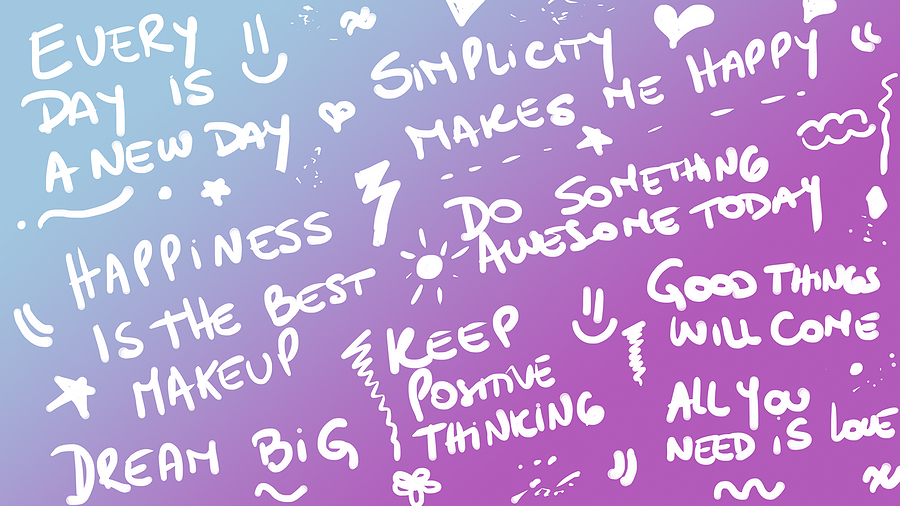 EVERY
DAY IS
A NEW DAY
SiMPLiCiTY
MAKES ME HAPPY
HAPPiNESS
IS THE BEST
MAKEUP
DO SOMETHiNG
AWESOME TODAY
KEEP
POSITIVE
THiNKiNG
GOOD THiNGS
WiLL COME
DREAM BiG
ALL YOU
NEED iS LOVE